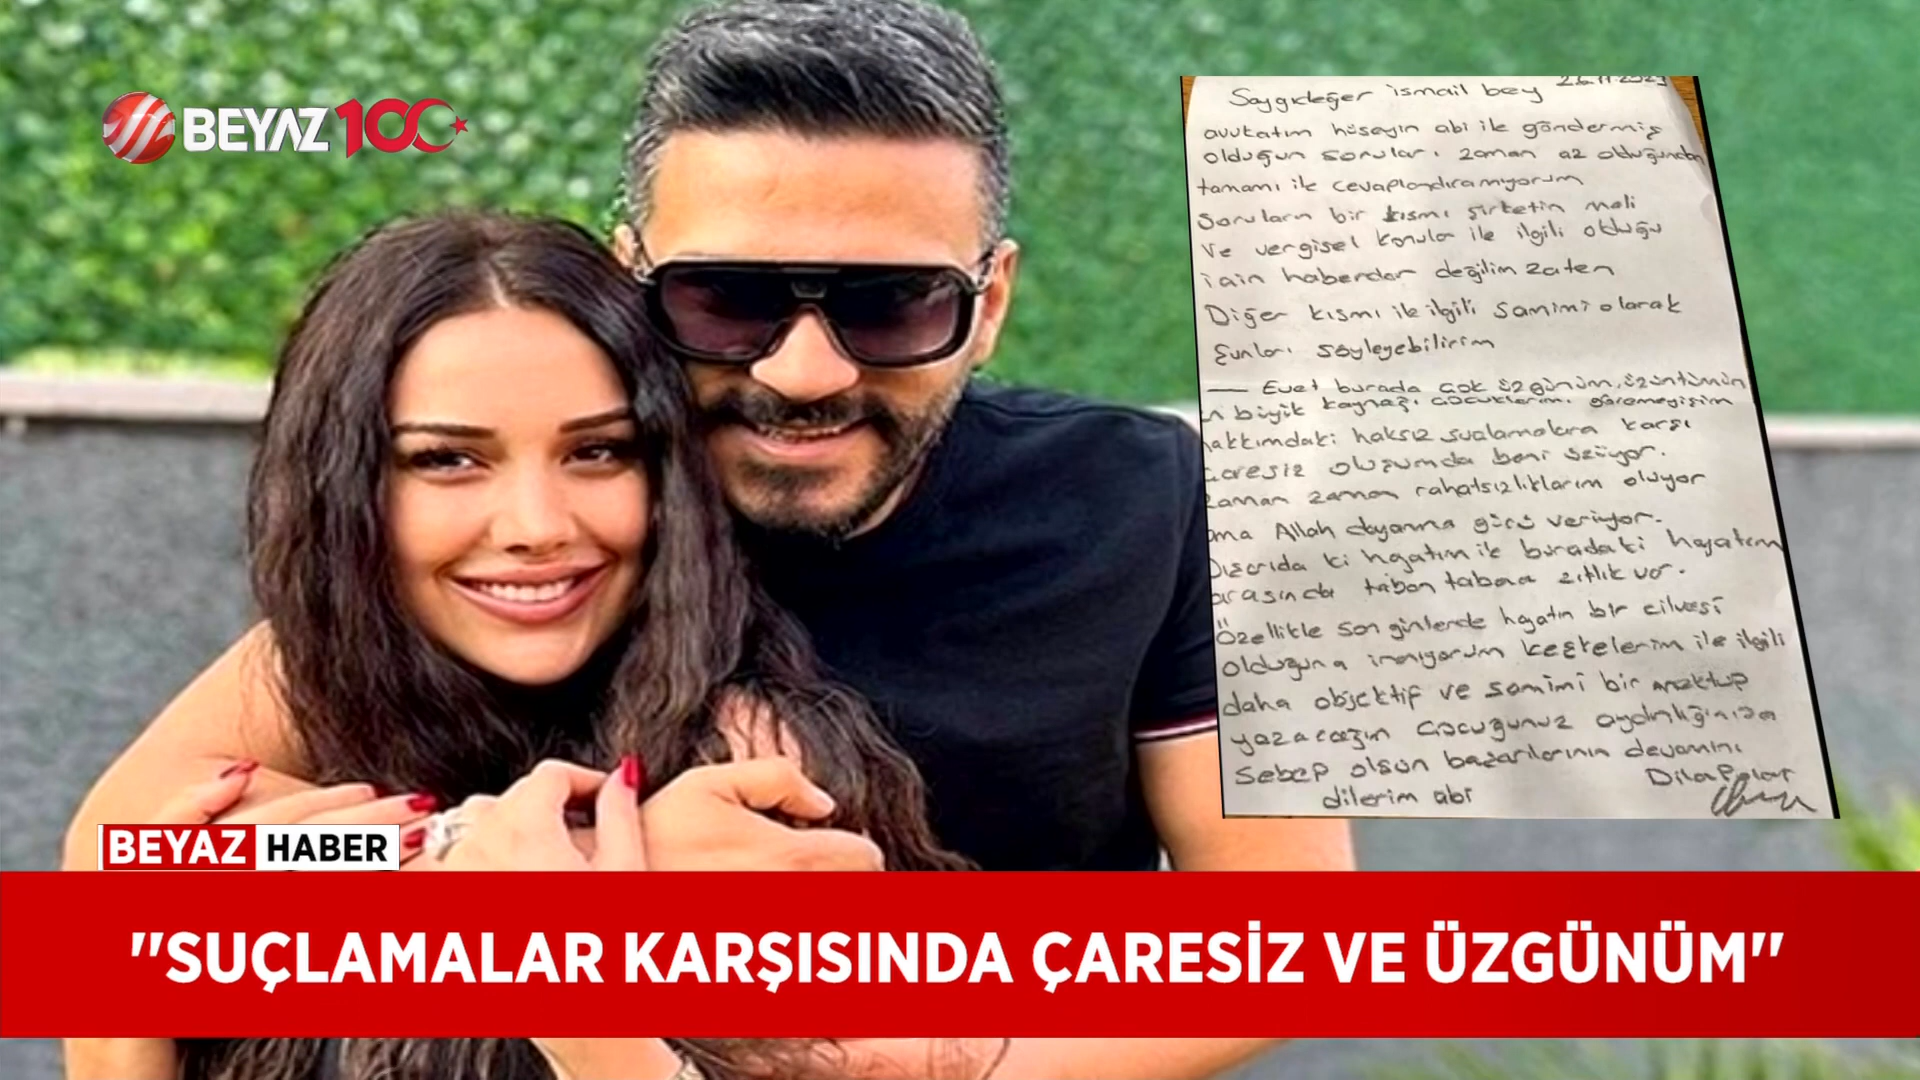 BEYAZ 100
26.11.2023
Saygıdeğer ismail bey
avukatım hüseyin abi ile göndermiş
olduğun soruları zaman az olduğundan
tamamı ile cevaplandıramıyorum
Soruların bir kısmı şirketin mali
Ve vergisel konular ile ilgili olduğu
için haberdar değilim zaten
Diğer kısmı ile ilgili samimi olarak
Şunları söyleyebilirim
— Evet burada çok üzgünüm, üzüntümün
büyük kaynağı çocuklarımı göremeyişim
hakkımdaki haksız suçlamalara karşı
çaresiz oluşumda beni üzüyor.
Zaman zaman rahatsızlıklarım oluyor
ama Allah dayanma gücü veriyor.
Dışarıda ki hayatım ile buradaki hayatım
arasında taban tabana zıtlık var.
Özellikle son günlerde hayatın bir cilvesi
olduğuna inanıyorum keşkelerim ile ilgili
daha objektif ve samimi bir mektup
yazacağım çocuğunuz aydınlığınıza
Sebep olsun başarılarının devamını
dilerim abi
Dilan Polat
BEYAZ HABER
"SUÇLAMALAR KARŞISINDA ÇARESİZ VE ÜZGÜNÜM"